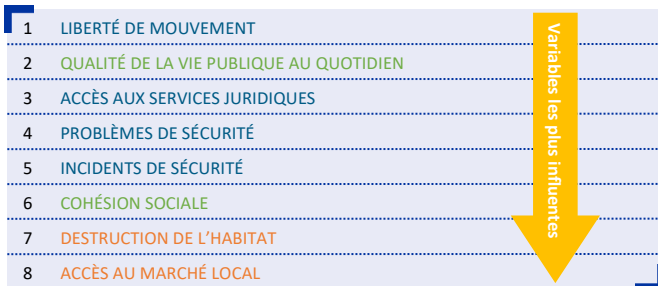 1 LIBERTÉ DE MOUVEMENT
2 QUALITÉ DE LA VIE PUBLIQUE AU QUOTIDIEN
3 ACCÈS AUX SERVICES JURIDIQUES
4 PROBLÈMES DE SÉCURITÉ
5 INCIDENTS DE SÉCURITÉ
6 COHÉSION SOCIALE
7 DESTRUCTION DE L’HABITAT
8 ACCÈS AU MARCHÉ LOCAL
Variables les plus influentes